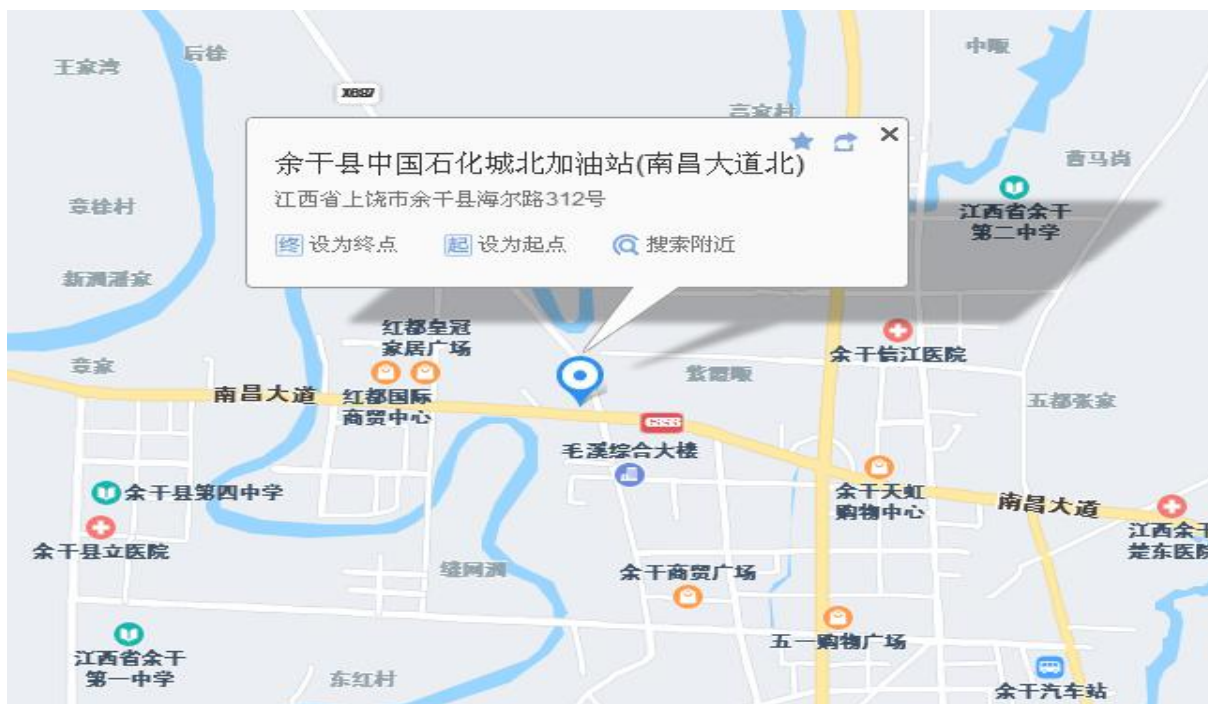 后徐
中畈
王家湾
X687
言家村
余干县中国石化城北加油站(南昌大道北)
江西省上饶市余干县海尔路312号
终 设为终点 起 设为起点 搜索附近
曹马岗
江西省余干
第二中学
章徐村
新洲潘家
红都皇冠
家居广场
余干信江医院
章家
紫霞畈
南昌大道
红都国际
商贸中心
五都张家
毛溪综合大楼
余干县第四中学
余干天虹
购物中心
南昌大道
江西余干
楚东医院
余干县立医院
余干商贸广场
五一购物广场
江西省余干
第一中学
东红村
余干汽车站